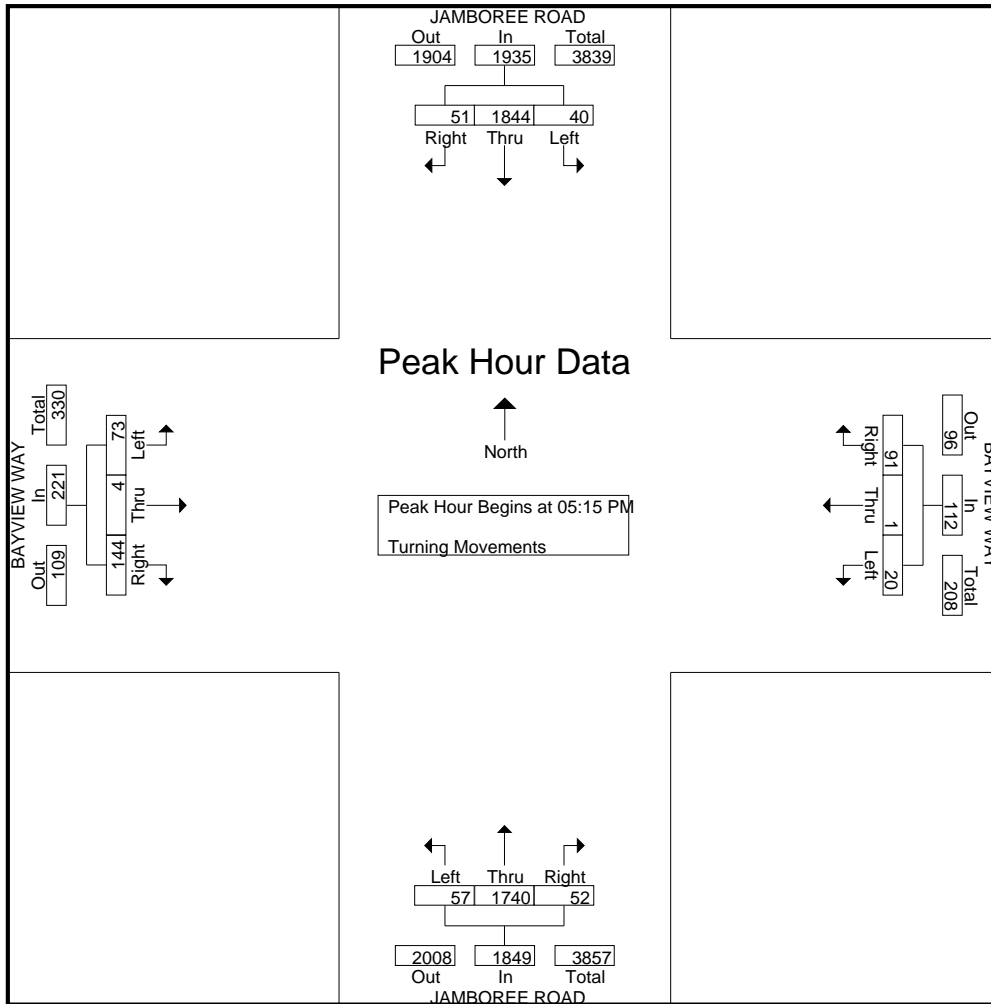 JAMBOREE ROAD
Out In Total
1904 1935 3839
51 1844 40
Right Thru Left
Peak Hour Data
North
Peak Hour Begins at 05:15 PM
Turning Movements
BAYVIEW WAY
Out In Total
109 221 330
144 4 73
Right Thru Left
BAYVIEW WAY
Out In Total
96 112 208
91 1 20
Right Thru Left
Left Thru Right
57 1740 52
2008 1849 3857
Out In Total
JAMBOREE ROAD